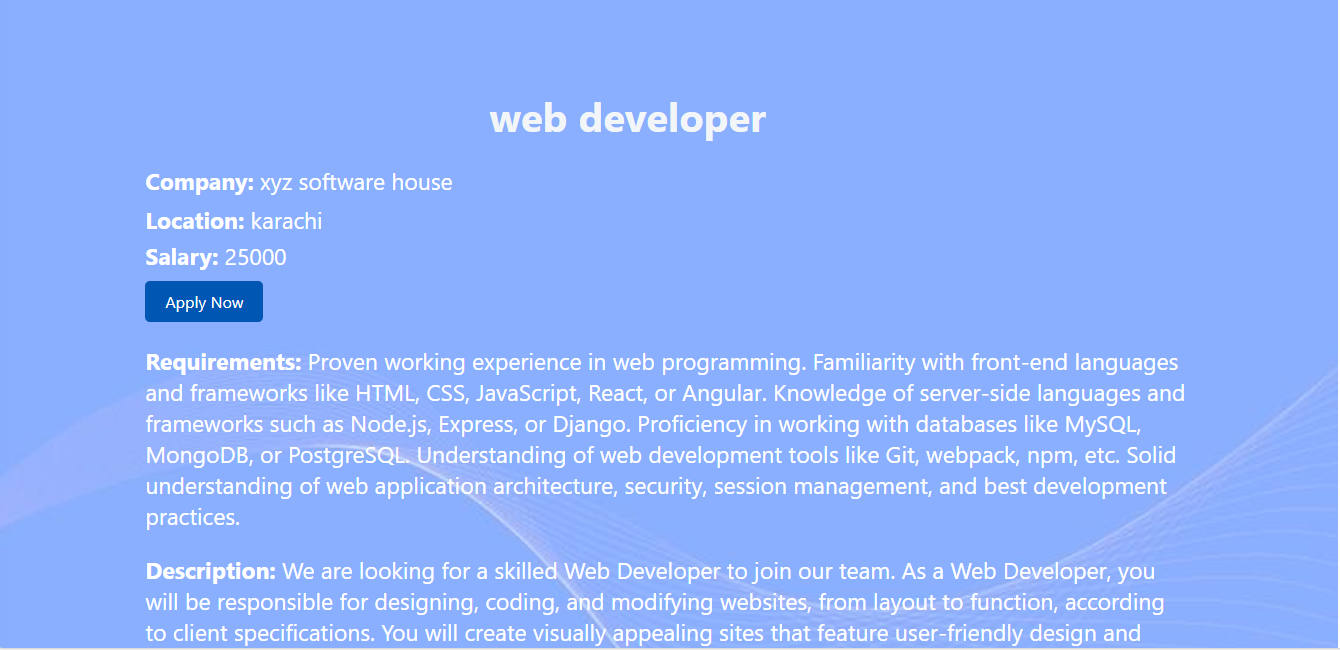 web developer
Company: xyz software house
Location: karachi
Salary: 25000
Apply Now
Requirements: Proven working experience in web programming. Familiarity with front-end languages
and frameworks like HTML, CSS, JavaScript, React, or Angular. Knowledge of server-side languages and
frameworks such as Node.js, Express, or Django. Proficiency in working with databases like MySQL,
MongoDB, or PostgreSQL. Understanding of web development tools like Git, webpack, npm, etc. Solid
understanding of web application architecture, security, session management, and best development
practices.
Description: We are looking for a skilled Web Developer to join our team. As a Web Developer, you
will be responsible for designing, coding, and modifying websites, from layout to function, according
to client specifications. You will create visually appealing sites that feature user-friendly design and